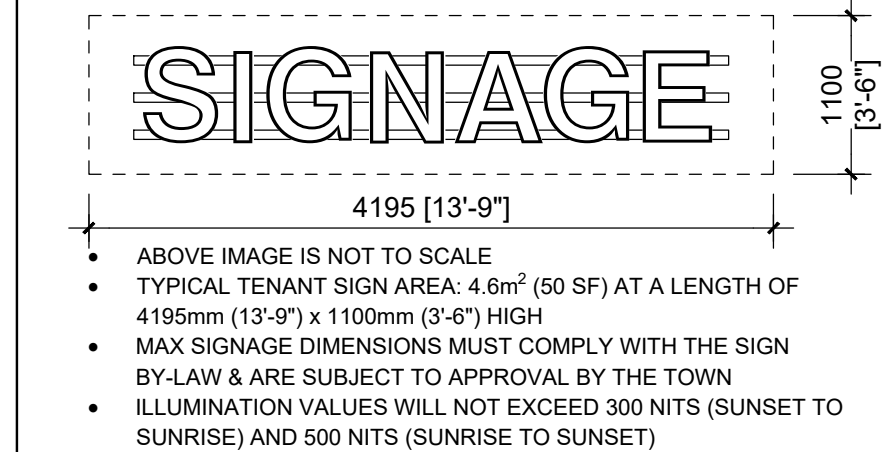 SIGNAGE
1100
[3'-6"]
4195 [13'-9"]
• ABOVE IMAGE IS NOT TO SCALE
• TYPICAL TENANT SIGN AREA: 4.6m² (50 SF) AT A LENGTH OF
4195mm (13'-9") x 1100mm (3'-6") HIGH
• MAX SIGNAGE DIMENSIONS MUST COMPLY WITH THE SIGN
BY-LAW & ARE SUBJECT TO APPROVAL BY THE TOWN
• ILLUMINATION VALUES WILL NOT EXCEED 300 NITS (SUNSET TO
SUNRISE) AND 500 NITS (SUNRISE TO SUNSET)